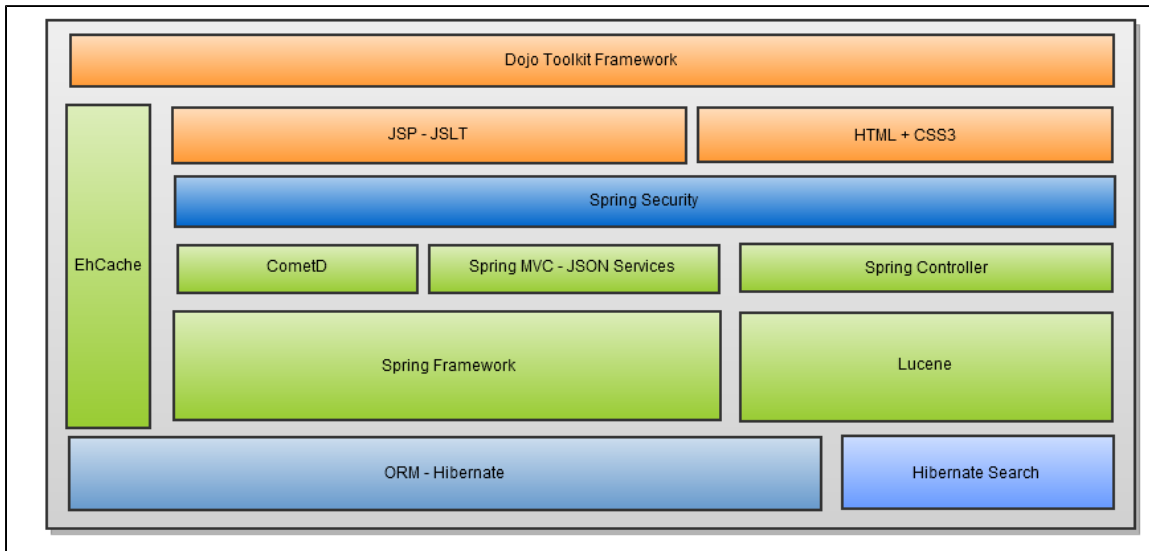 Dojo Toolkit Framework
JSP - JSLT
HTML + CSS3
Spring Security
EhCache
CometD
Spring MVC - JSON Services
Spring Controller
Spring Framework
Lucene
ORM - Hibernate
Hibernate Search